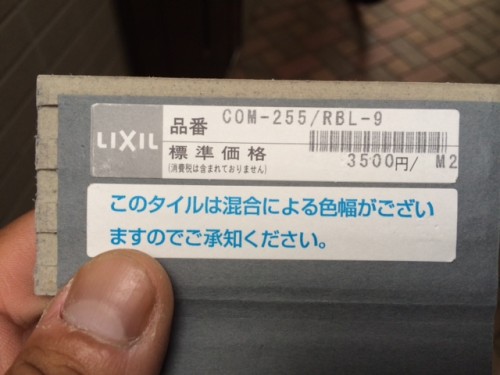 LIXIL
品番 COM-255/RBL-9
標準価格 3500円/ M2
(消費税は含まれておりません)
このタイルは混合による色幅がござい
ますのでご承知ください。